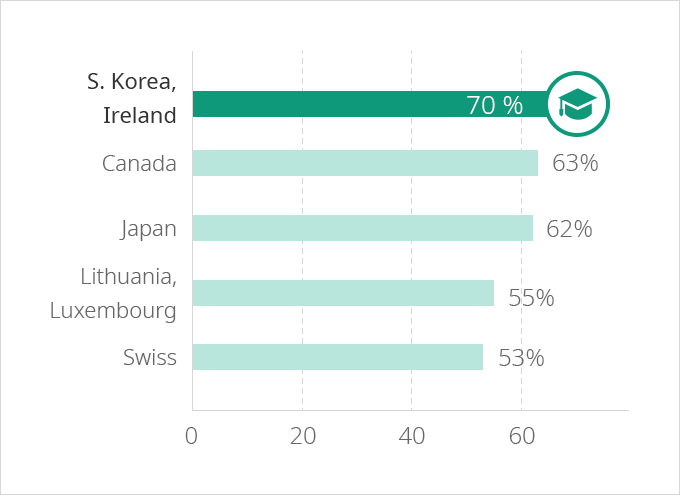 S. Korea,
Ireland
70 %
Canada
63%
Japan
62%
Lithuania,
Luxembourg
55%
Swiss
53%
0 20 40 60